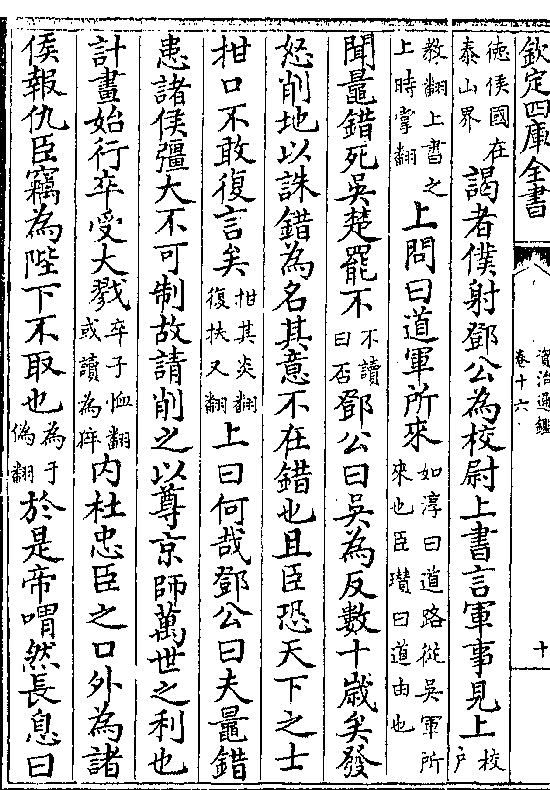 欽定四庫全書 資治通鑑卷十六 十
德侯國在泰山界謁者僕射鄧公為校尉上書言軍事見上校戶
教翻上書之上時掌翻上問曰道軍所來如淳曰道路從吳軍所來也臣瓚曰道由也
聞鼂錯死吳楚罷不不讀曰否鄧公曰吳為反數十歲矣發
怒削地以誅錯為名其意不在錯也且臣恐天下之士
拑口不敢復言矣拑其炎翻復扶又翻上曰何哉鄧公曰夫鼂錯
患諸侯彊大不可制故請削之以尊京師萬世之利也
計畫始行卒受大戮卒子恤翻或讀為猝內杜忠臣之口外為諸
侯報仇臣竊為陛下不取也為于偽翻於是帝喟然長息曰